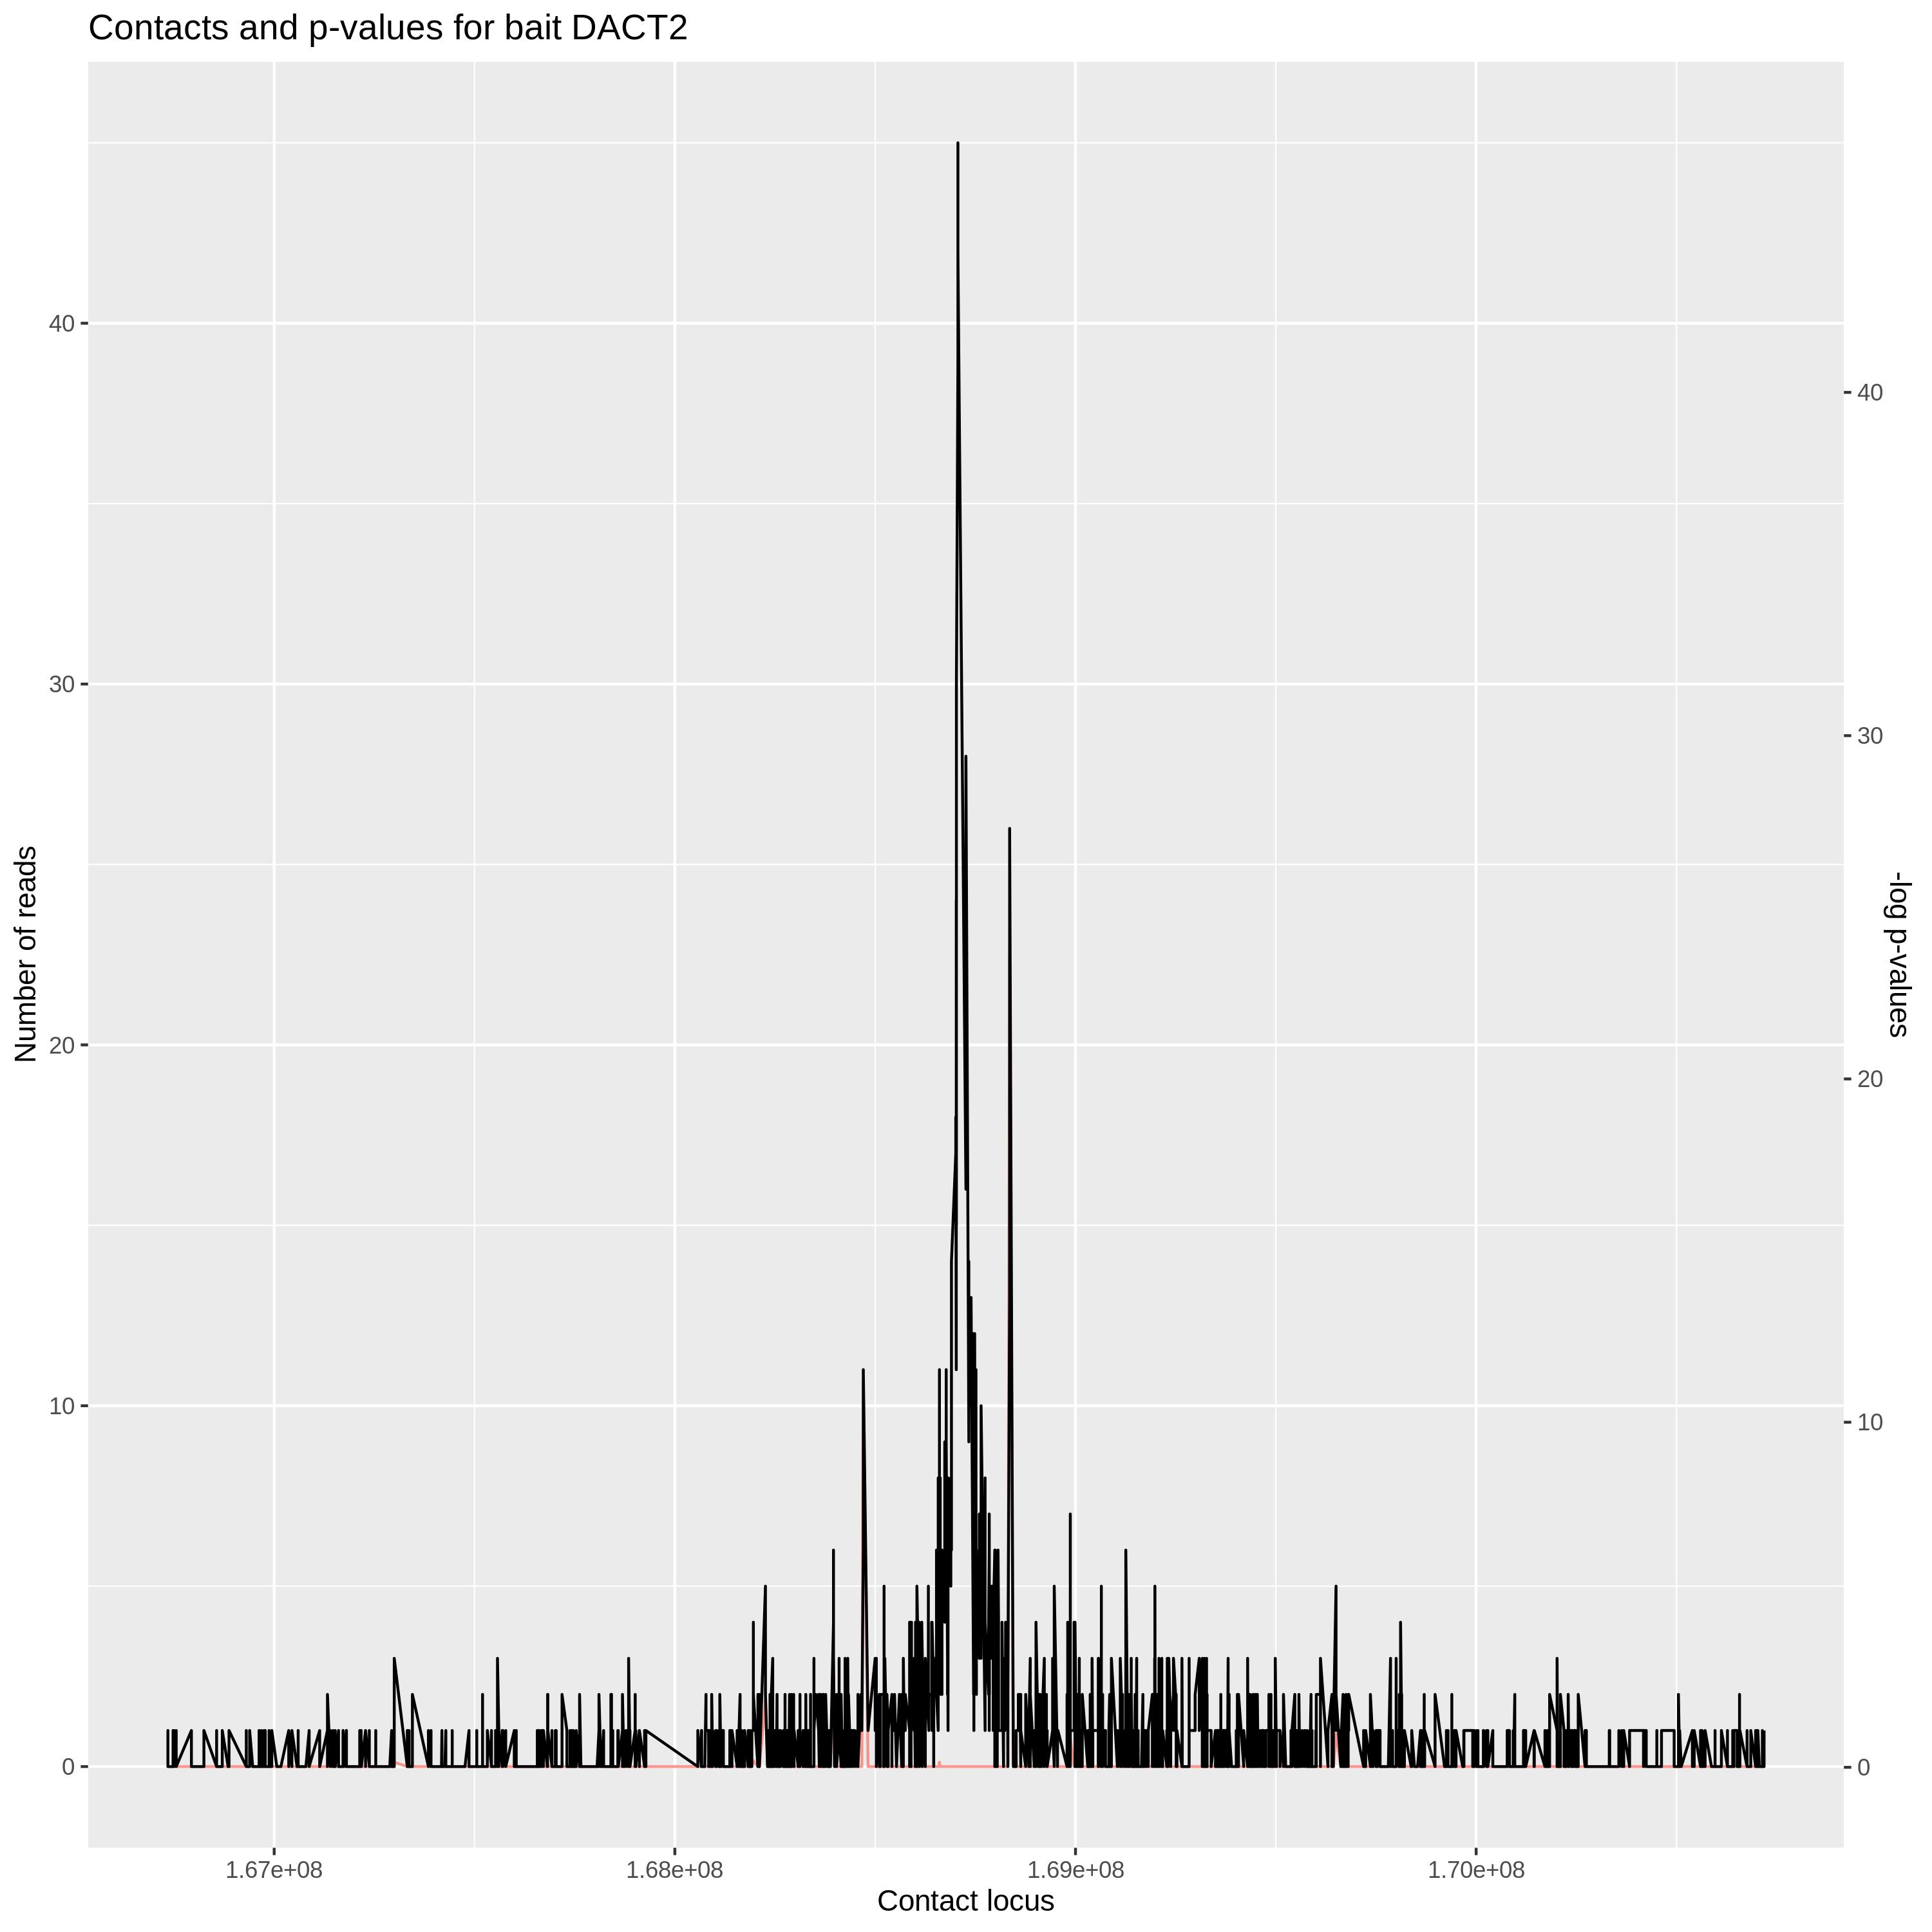 Contacts and p-values for bait DACT2
Number of reads
40
30
20
10
0
40
30
20
10
0
-log p-values
1.67e+08 1.68e+08 1.69e+08 1.70e+08
Contact locus